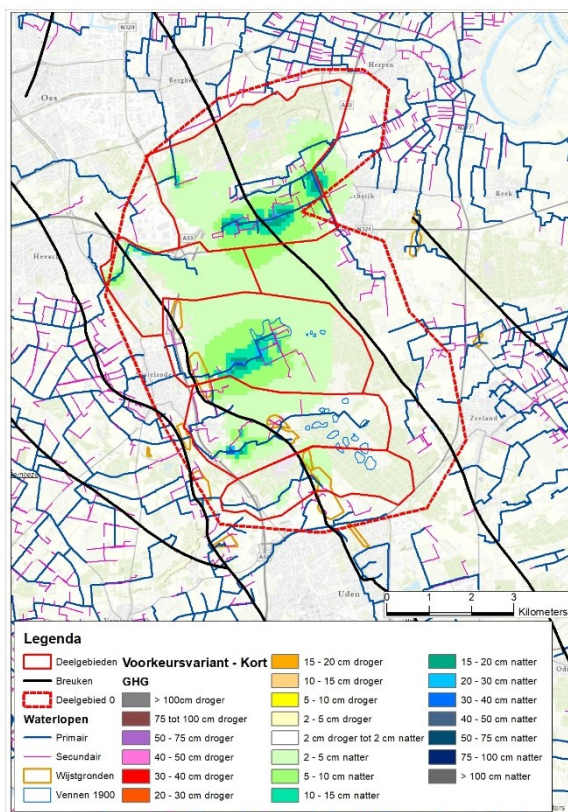 N329
Herpen
Berghem
Oss
A50
N277
Reek
N324
A59
Heesch
Zeeland
Uden
0 1 2 3
Kilometers
Legenda
Deelgebieden
Breuken
Deelgebied 0
Waterlopen
Primair
Secundair
Wijstgronden
Vennen 1900
Voorkeursvariant - Kort
GHG
> 100cm droger
75 tot 100 cm droger
50 - 75 cm droger
40 - 50 cm droger
30 - 40 cm droger
20 - 30 cm droger
15 - 20 cm droger
10 - 15 cm droger
5 - 10 cm droger
2 - 5 cm droger
2 cm droger tot 2 cm natter
2 - 5 cm natter
5 - 10 cm natter
10 - 15 cm natter
15 - 20 cm natter
20 - 30 cm natter
30 - 40 cm natter
40 - 50 cm natter
50 - 75 cm natter
75 - 100 cm natter
> 100 cm natter